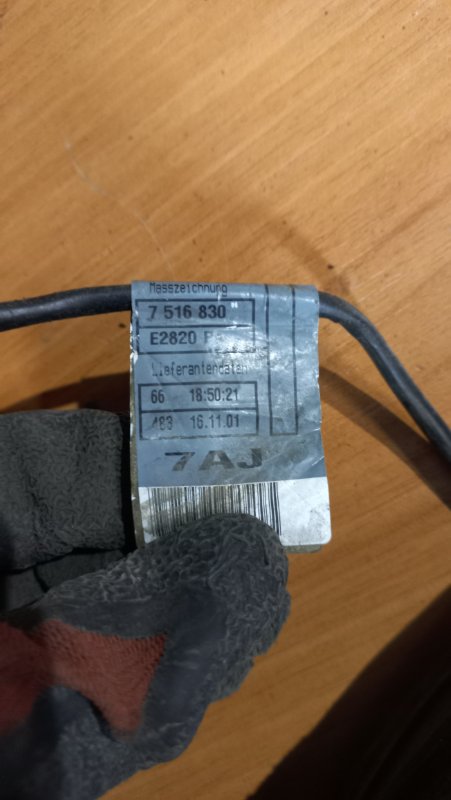 Masszeichnung
7 516 830
E2820
Lieferantendaten
66 18:50:21
483 16.11.01
7AJ